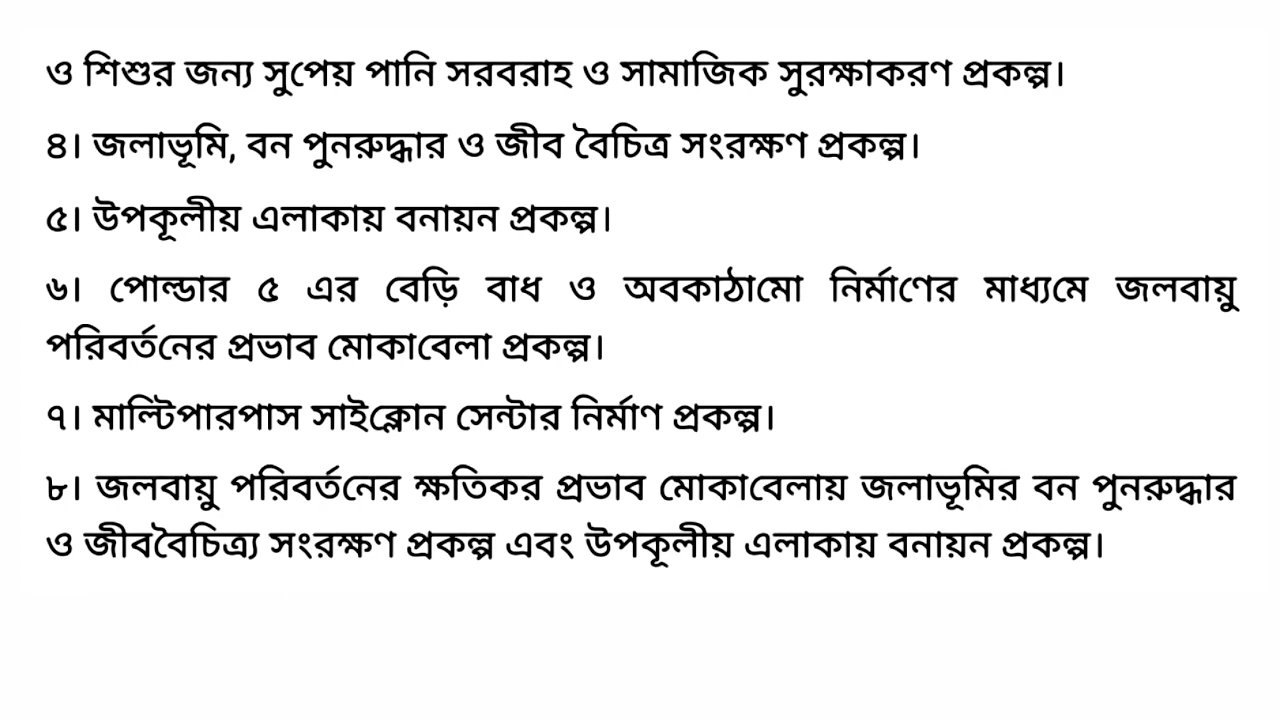 ও শিশুর জন্য সুপেয় পানি সরবরাহ ও সামাজিক সুরক্ষাকরণ প্রকল্প।
৪। জলাভূমি, বন পুনরুদ্ধার ও জীব বৈচিত্র সংরক্ষণ প্রকল্প।
৫। উপকূলীয় এলাকায় বনায়ন প্রকল্প।
৬। পোল্ডার ৫ এর বেড়ি বাধ ও অবকাঠামো নির্মাণের মাধ্যমে জলবায়ু
পরিবর্তনের প্রভাব মোকাবেলা প্রকল্প।
৭। মাল্টিপারপাস সাইক্লোন সেন্টার নির্মাণ প্রকল্প।
৮। জলবায়ু পরিবর্তনের ক্ষতিকর প্রভাব মোকাবেলায় জলাভূমির বন পুনরুদ্ধার
ও জীববৈচিত্র্য সংরক্ষণ প্রকল্প এবং উপকূলীয় এলাকায় বনায়ন প্রকল্প।